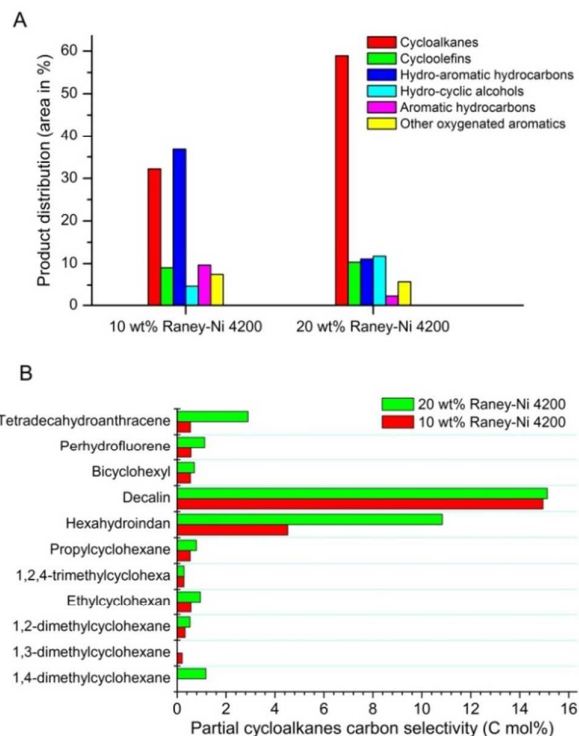 A
Product distribution (area in %)
60
50
40
30
20
10
0
Cycloalkanes
Cycloolefins
Hydro-aromatic hydrocarbons
Hydro-cyclic alcohols
Aromatic hydrocarbons
Other oxygenated aromatics
10 wt% Raney-Ni 4200
20 wt% Raney-Ni 4200
B
20 wt% Raney-Ni 4200
10 wt% Raney-Ni 4200
Tetradecahydroanthracene
Perhydrofluorene
Bicyclohexyl
Decalin
Hexahydroindan
Propylcyclohexane
1,2,4-trimethylcyclohexa
Ethylcyclohexan
1,2-dimethylcyclohexane
1,3-dimethylcyclohexane
1,4-dimethylcyclohexane
0 2 4 6 8 10 12 14 16
Partial cycloalkanes carbon selectivity (C mol%)